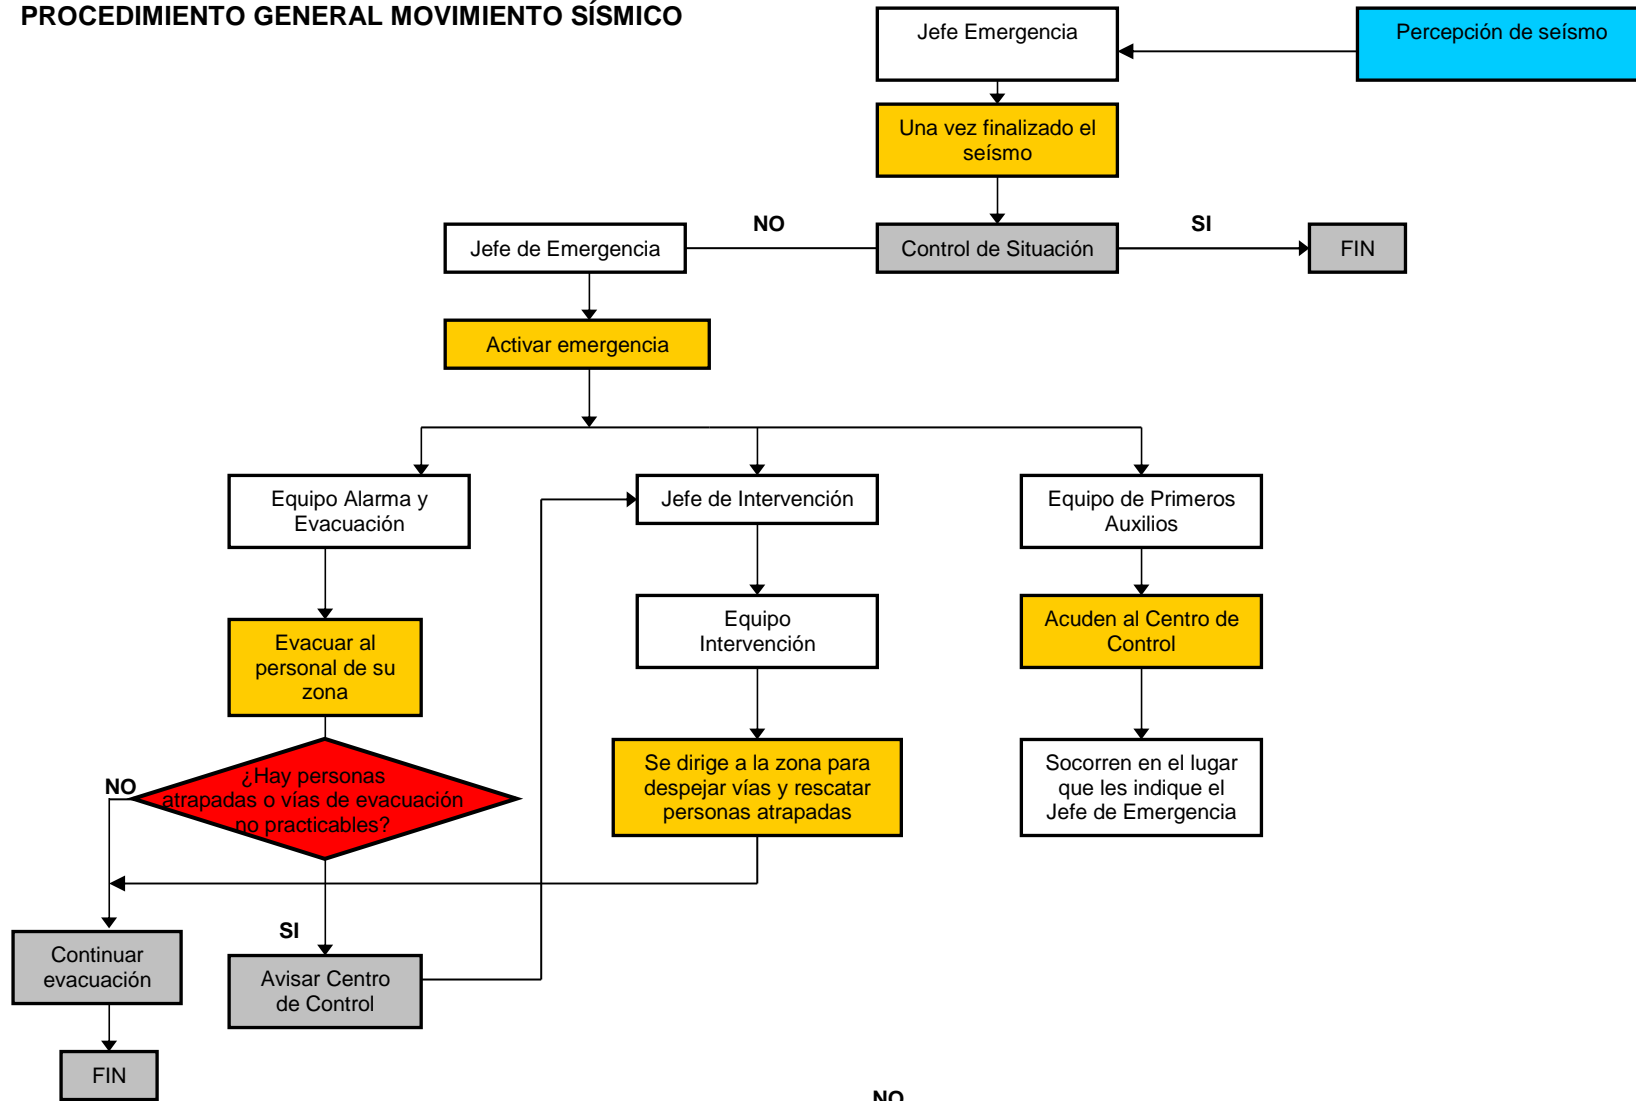 PROCEDIMIENTO GENERAL MOVIMIENTO SÍSMICO
Jefe Emergencia
Percepción de seísmo
Una vez finalizado el
seísmo
NO
SI
Jefe de Emergencia
Control de Situación
FIN
Activar emergencia
Equipo Alarma y
Evacuación
Jefe de Intervención
Equipo de Primeros
Auxilios
Evacuar al
personal de su
zona
Equipo
Intervención
Acuden al Centro de
Control
NO
¿Hay personas
atrapadas o vías de evacuación
no practicables?
Se dirige a la zona para
despejar vías y rescatar
personas atrapadas
Socorren en el lugar
que les indique el
Jefe de Emergencia
SI
Continuar
evacuación
Avisar Centro
de Control
FIN
NO